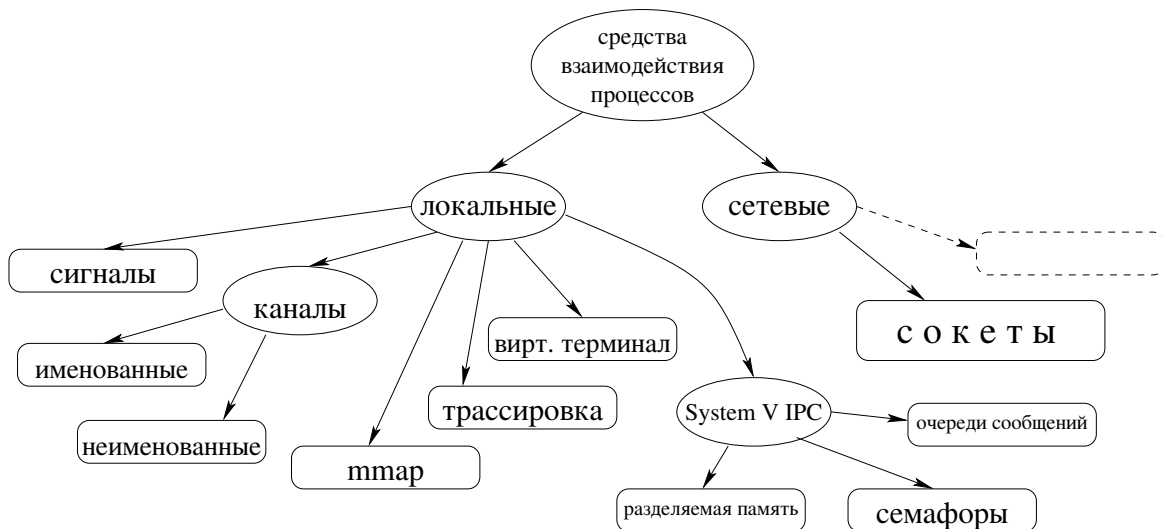 средства
взаимодействия
процессов
локальные
сетевые
сигналы
каналы
сокеты
вирт. терминал
именованные
трассировка
System V IPC
очереди сообщений
неименованные
mmap
разделяемая память
семафоры